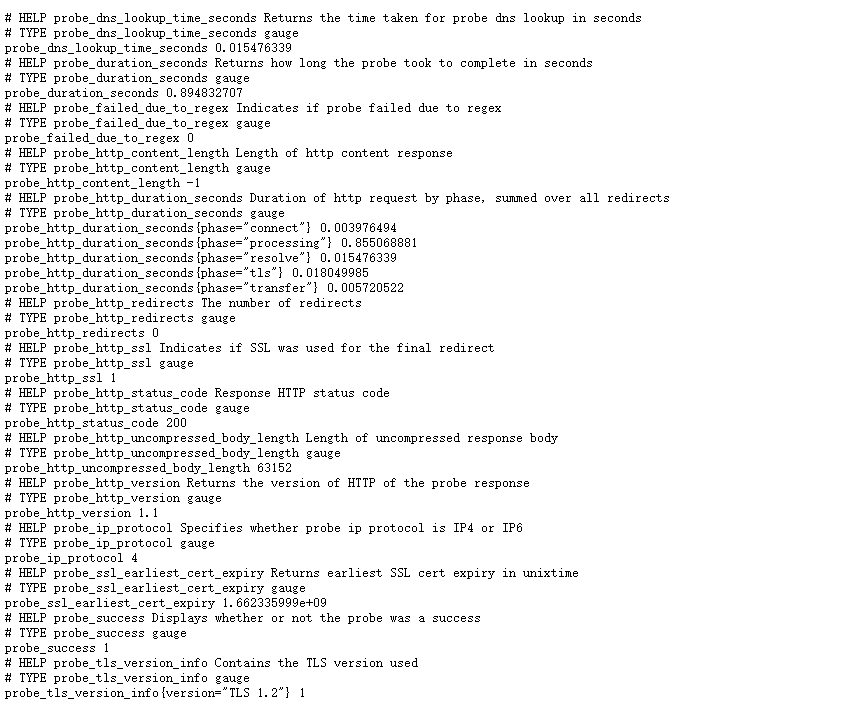 # HELP probe_dns_lookup_time_seconds Returns the time taken for probe dns lookup in seconds
# TYPE probe_dns_lookup_time_seconds gauge
probe_dns_lookup_time_seconds 0.015476339
# HELP probe_duration_seconds Returns how long the probe took to complete in seconds
# TYPE probe_duration_seconds gauge
probe_duration_seconds 0.894832707
# HELP probe_failed_due_to_regex Indicates if probe failed due to regex
# TYPE probe_failed_due_to_regex gauge
probe_failed_due_to_regex 0
# HELP probe_http_content_length Length of http content response
# TYPE probe_http_content_length gauge
probe_http_content_length -1
# HELP probe_http_duration_seconds Duration of http request by phase, summed over all redirects
# TYPE probe_http_duration_seconds gauge
probe_http_duration_seconds{phase="connect"} 0.003976494
probe_http_duration_seconds{phase="processing"} 0.855068881
probe_http_duration_seconds{phase="resolve"} 0.015476339
probe_http_duration_seconds{phase="tls"} 0.018049985
probe_http_duration_seconds{phase="transfer"} 0.005720522
# HELP probe_http_redirects The number of redirects
# TYPE probe_http_redirects gauge
probe_http_redirects 0
# HELP probe_http_ssl Indicates if SSL was used for the final redirect
# TYPE probe_http_ssl gauge
probe_http_ssl 1
# HELP probe_http_status_code Response HTTP status code
# TYPE probe_http_status_code gauge
probe_http_status_code 200
# HELP probe_http_uncompressed_body_length Length of uncompressed response body
# TYPE probe_http_uncompressed_body_length gauge
probe_http_uncompressed_body_length 63152
# HELP probe_http_version Returns the version of HTTP of the probe response
# TYPE probe_http_version gauge
probe_http_version 1.1
# HELP probe_ip_protocol Specifies whether probe ip protocol is IP4 or IP6
# TYPE probe_ip_protocol gauge
probe_ip_protocol 4
# HELP probe_ssl_earliest_cert_expiry Returns earliest SSL cert expiry in unixtime
# TYPE probe_ssl_earliest_cert_expiry gauge
probe_ssl_earliest_cert_expiry 1.662335999e+09
# HELP probe_success Displays whether or not the probe was a success
# TYPE probe_success gauge
probe_success 1
# HELP probe_tls_version_info Contains the TLS version used
# TYPE probe_tls_version_info gauge
probe_tls_version_info{version="TLS 1.2"} 1